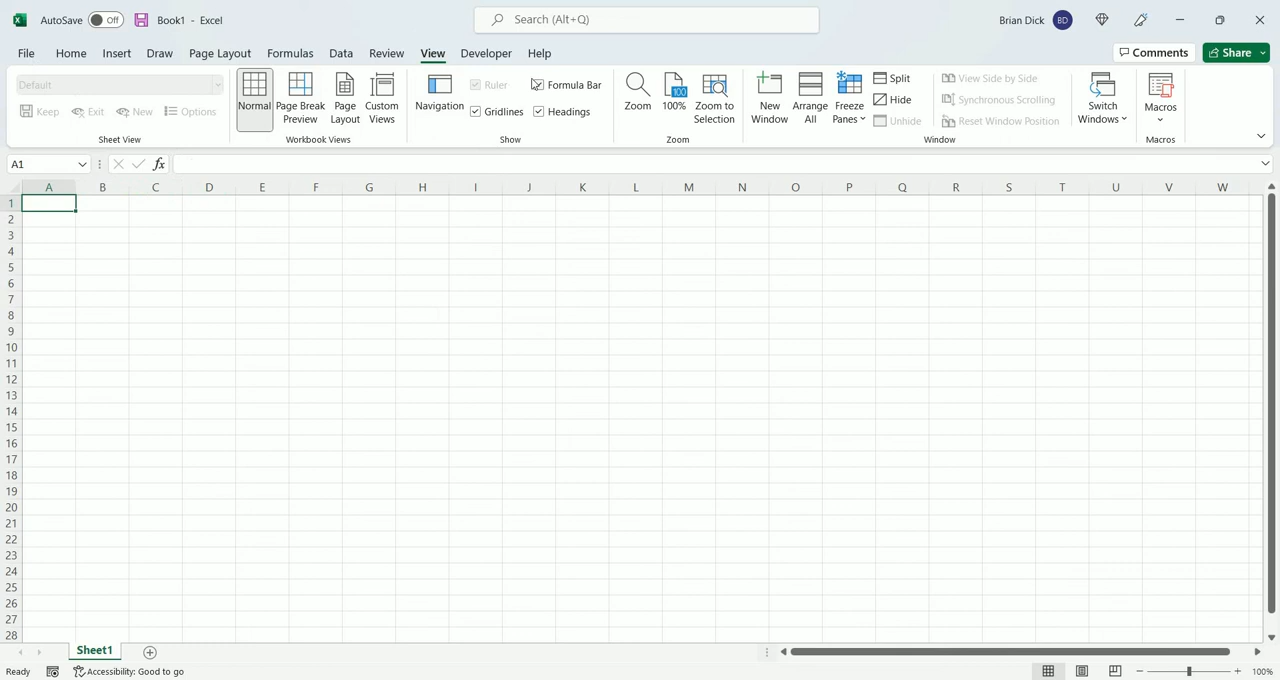 AutoSave Off Book1 - Excel Search (Alt+Q) Brian Dick BD
File Home Insert Draw Page Layout Formulas Data Review View Developer Help Comments Share
Default
Keep Exit New Options
Sheet View
Normal Page Break Preview Page Layout Custom Views
Workbook Views
Navigation Ruler Formula Bar
Gridlines Headings
Show
Zoom 100 100% Zoom to Selection
Zoom
New Window Arrange All Freeze Panes
Split
Hide
Unhide
View Side by Side
Synchronous Scrolling
Reset Window Position
Switch Windows
Window
Macros
Macros
A1 fx
A B C D E F G H I J K L M N O P Q R S T U V W
1
2
3
4
5
6
7
8
9
10
11
12
13
14
15
16
17
18
19
20
21
22
23
24
25
26
27
28
Sheet1
Ready Accessibility: Good to go 100%